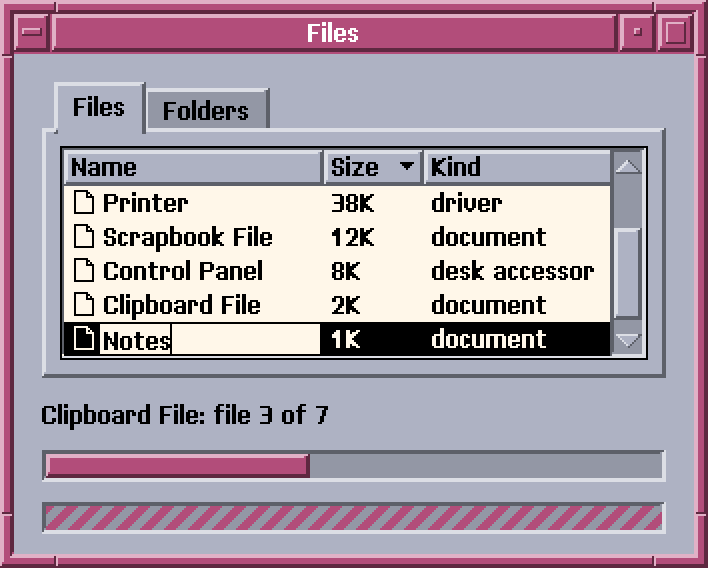 Files
Files Folders
Name Size Kind
Printer 38K driver
Scrapbook File 12K document
Control Panel 8K desk accessor
Clipboard File 2K document
Notes 1K document
Clipboard File: file 3 of 7